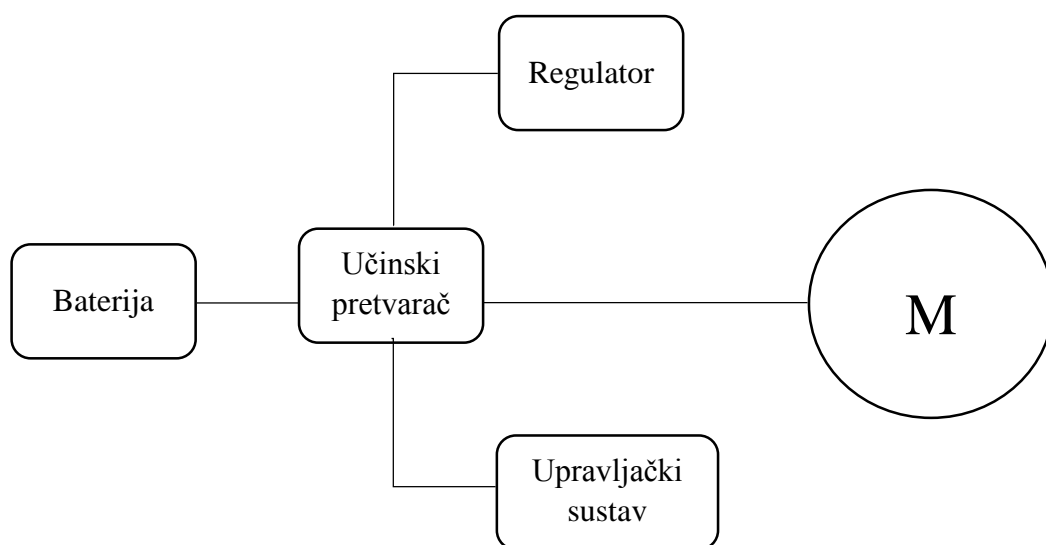 Regulator
Baterija
Učinski
pretvarač
M
Upravljački
sustav